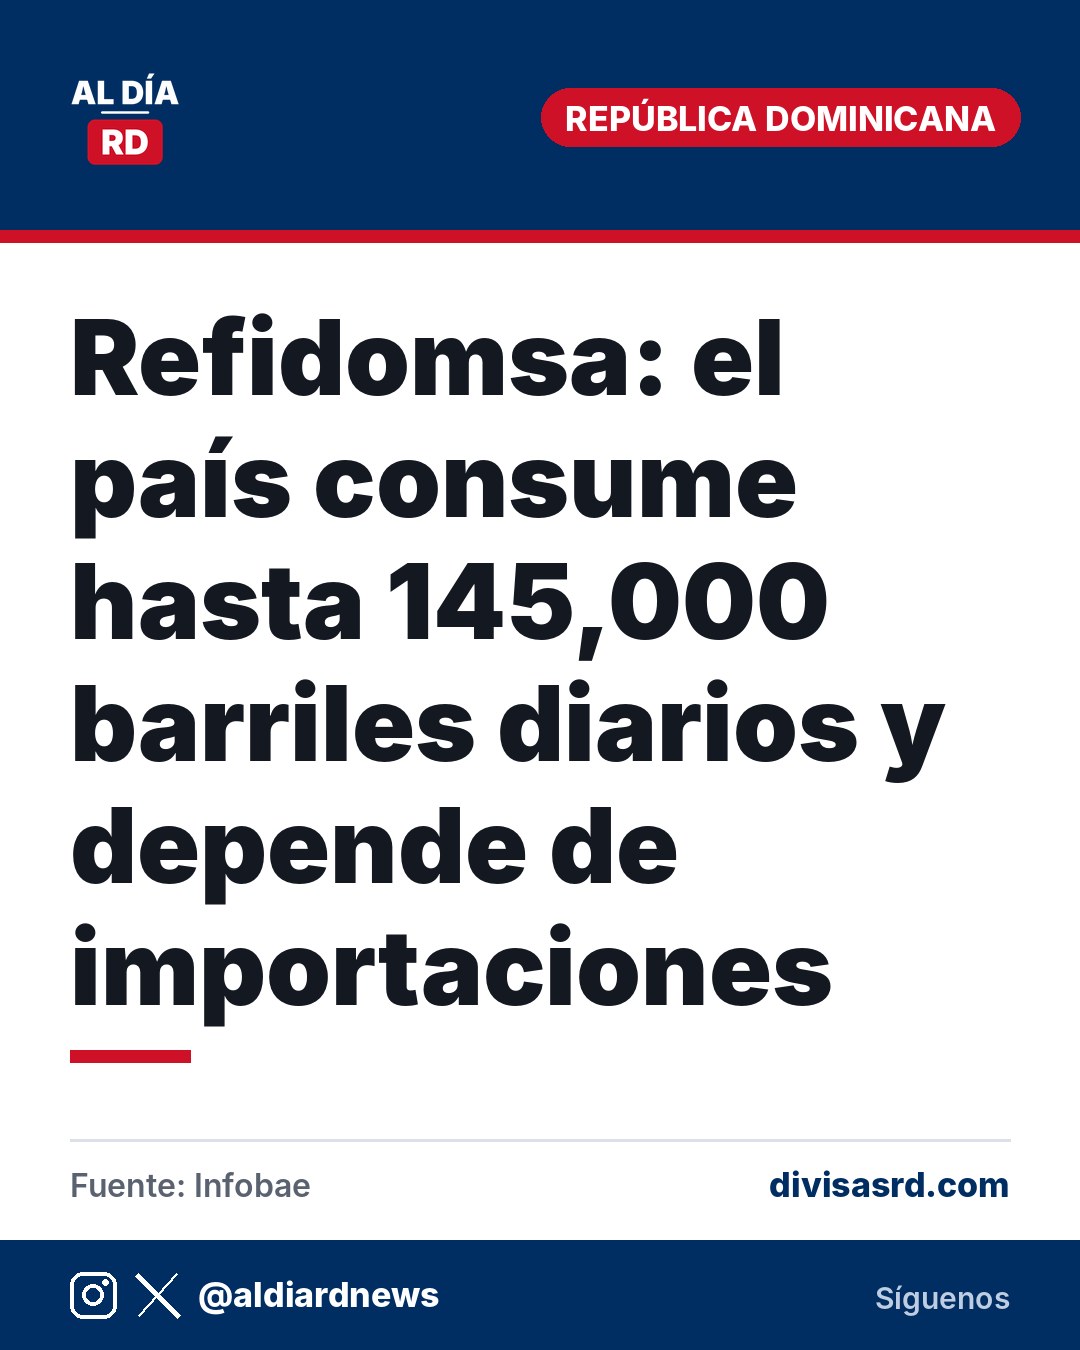 AL DÍA
RD
REPÚBLICA DOMINICANA
Refidomsa: el
país consume
hasta 145,000
barriles diarios y
depende de
importaciones
Fuente: Infobae
divisasrd.com
@aldiardnews
Síguenos